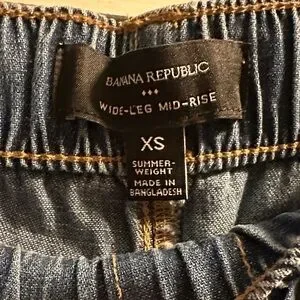 BANANA REPUBLIC
WIDE-LEG MID-RISE
XS
SUMMER-
WEIGHT
MADE IN
BANGLADESH